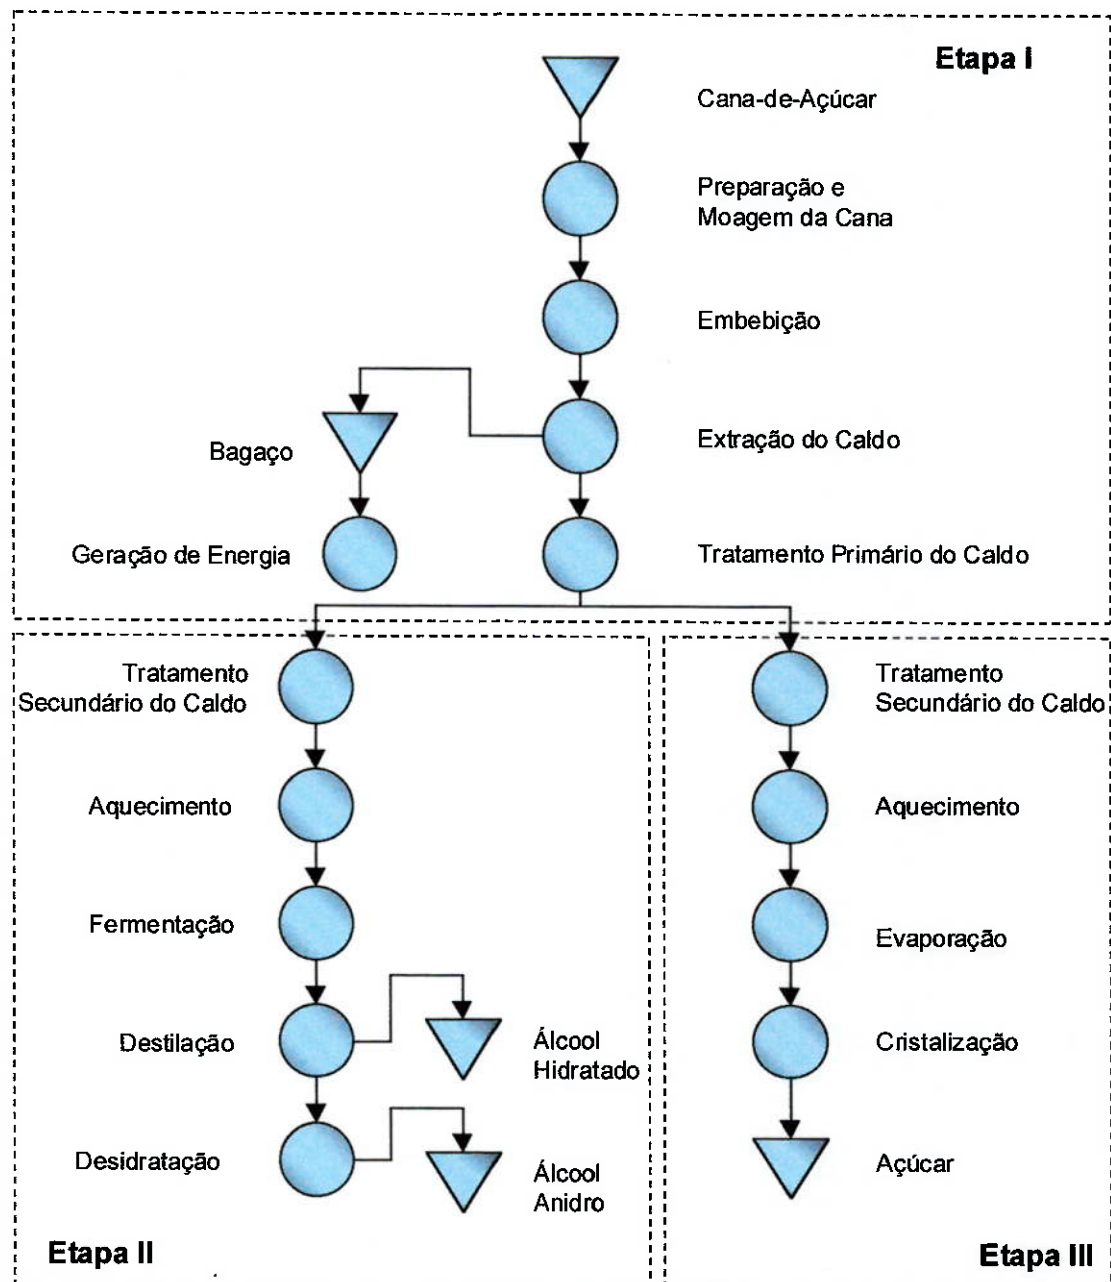 Etapa I
Cana-de-Açúcar
Preparação e
Moagem da Cana
Embebição
Extração do Caldo
Bagaço
Geração de Energia
Tratamento Primário do Caldo
Tratamento
Secundário do Caldo
Aquecimento
Fermentação
Destilação
Álcool
Hidratado
Desidratação
Álcool
Anidro
Etapa II
Tratamento
Secundário do Caldo
Aquecimento
Evaporação
Cristalização
Açúcar
Etapa III